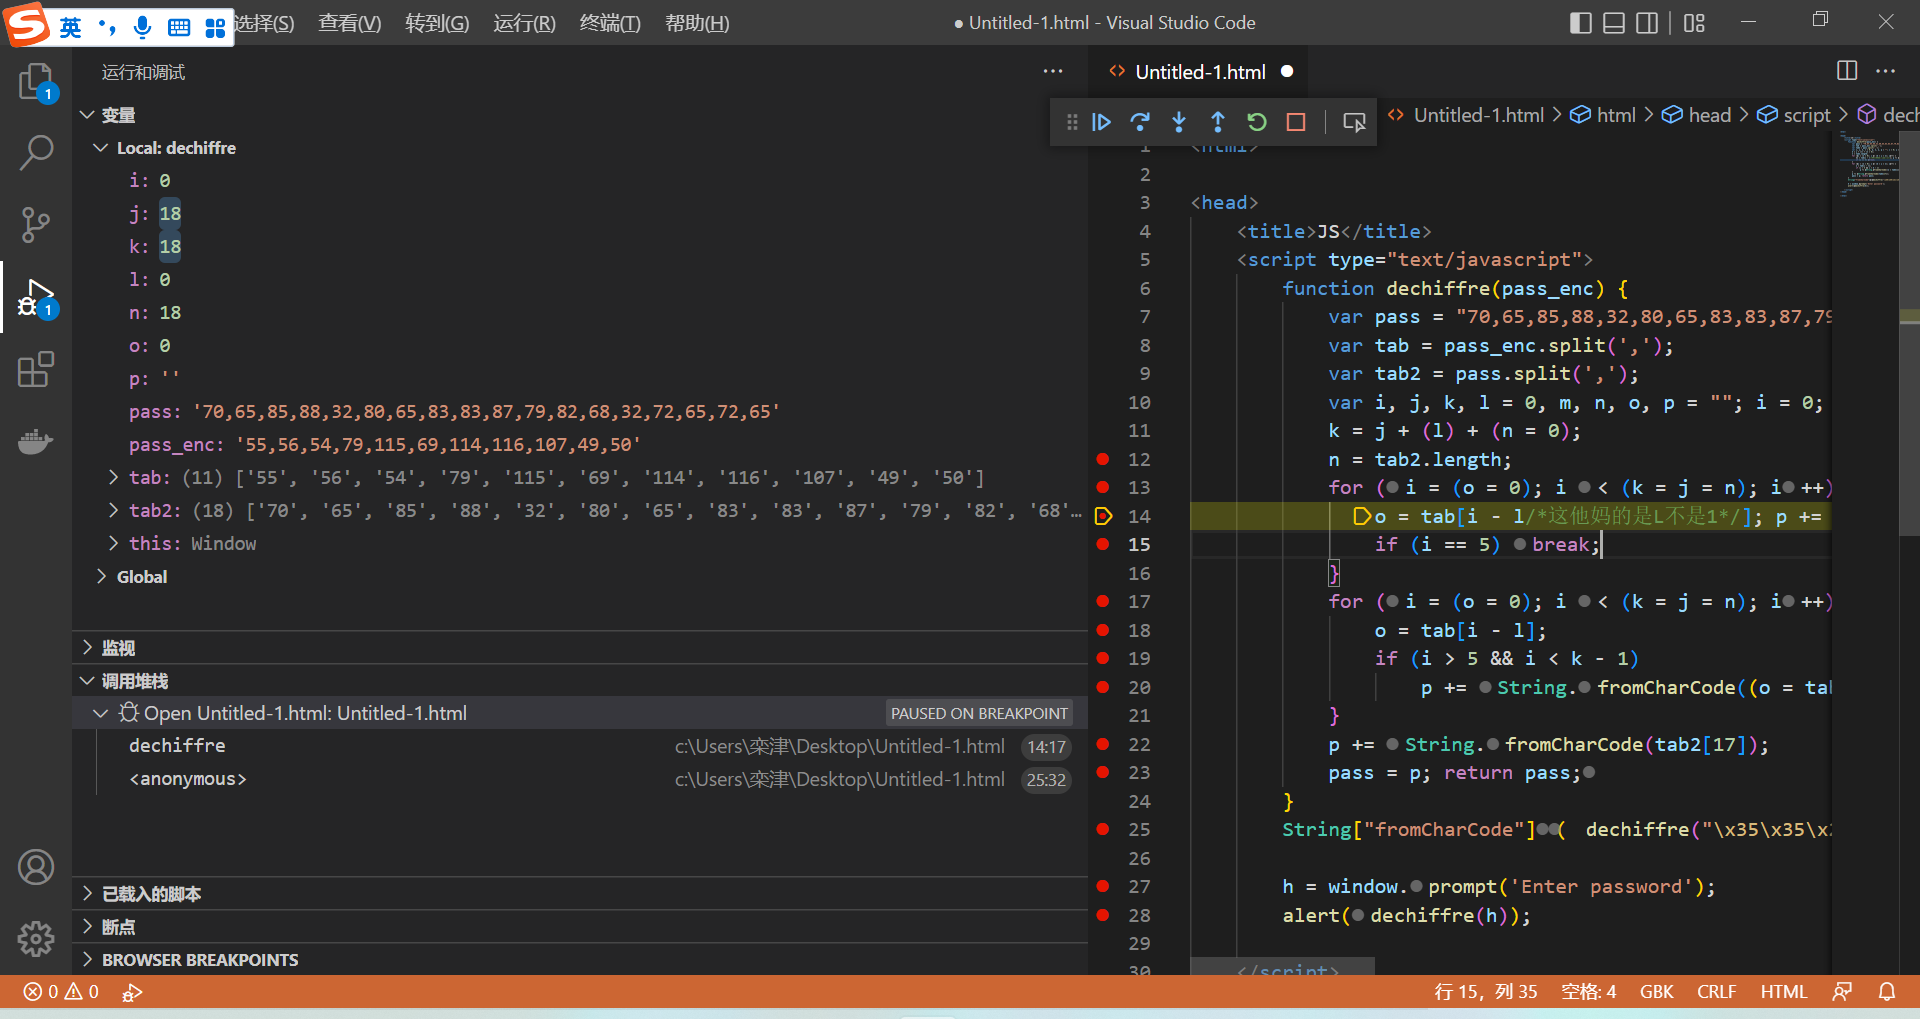 英
选择(S) 查看(V) 转到(G) 运行(R) 终端(T) 帮助(H)
● Untitled-1.html - Visual Studio Code
运行和调试
Untitled-1.html
Untitled-1.html > html > head > script > dech
1
1
变量
Local: dechiffre
i: 0
j: 18
k: 18
l: 0
n: 18
o: 0
p: ''
pass: '70,65,85,88,32,80,65,83,83,87,79,82,68,32,72,65,72,65'
pass_enc: '55,56,54,79,115,69,114,116,107,49,50'
tab: (11) ['55', '56', '54', '79', '115', '69', '114', '116', '107', '49', '50']
tab2: (18) ['70', '65', '85', '88', '32', '80', '65', '83', '83', '87', '79', '82', '68'…
this: Window
Global
监视
调用堆栈
Open Untitled-1.html: Untitled-1.html PAUSED ON BREAKPOINT
dechiffre c:\Users\栾津\Desktop\Untitled-1.html 14:17
<anonymous> c:\Users\栾津\Desktop\Untitled-1.html 25:32
已载入的脚本
断点
BROWSER BREAKPOINTS
1 <html>
2
3 <head>
4 <title>JS</title>
5 <script type="text/javascript">
6 function dechiffre(pass_enc) {
7 var pass = "70,65,85,88,32,80,65,83,83,87,79
8 var tab = pass_enc.split(',');
9 var tab2 = pass.split(',');
10 var i, j, k, l = 0, m, n, o, p = ""; i = 0;
11 k = j + (l) + (n = 0);
12 n = tab2.length;
13 for (i = (o = 0); i < (k = j = n); i++)
14 o = tab[i - l/*这他妈的是L不是1*/]; p +=
15 if (i == 5) break;
16 }
17 for (i = (o = 0); i < (k = j = n); i++)
18 o = tab[i - l];
19 if (i > 5 && i < k - 1)
20 p += String.fromCharCode((o = tab
21 }
22 p += String.fromCharCode(tab2[17]);
23 pass = p; return pass;
24 }
25 String["fromCharCode"]( dechiffre("\x35\x35\x
26
27 h = window.prompt('Enter password');
28 alert(dechiffre(h));
29
30 </script>
0 0
行 15，列 35 空格: 4 GBK CRLF HTML